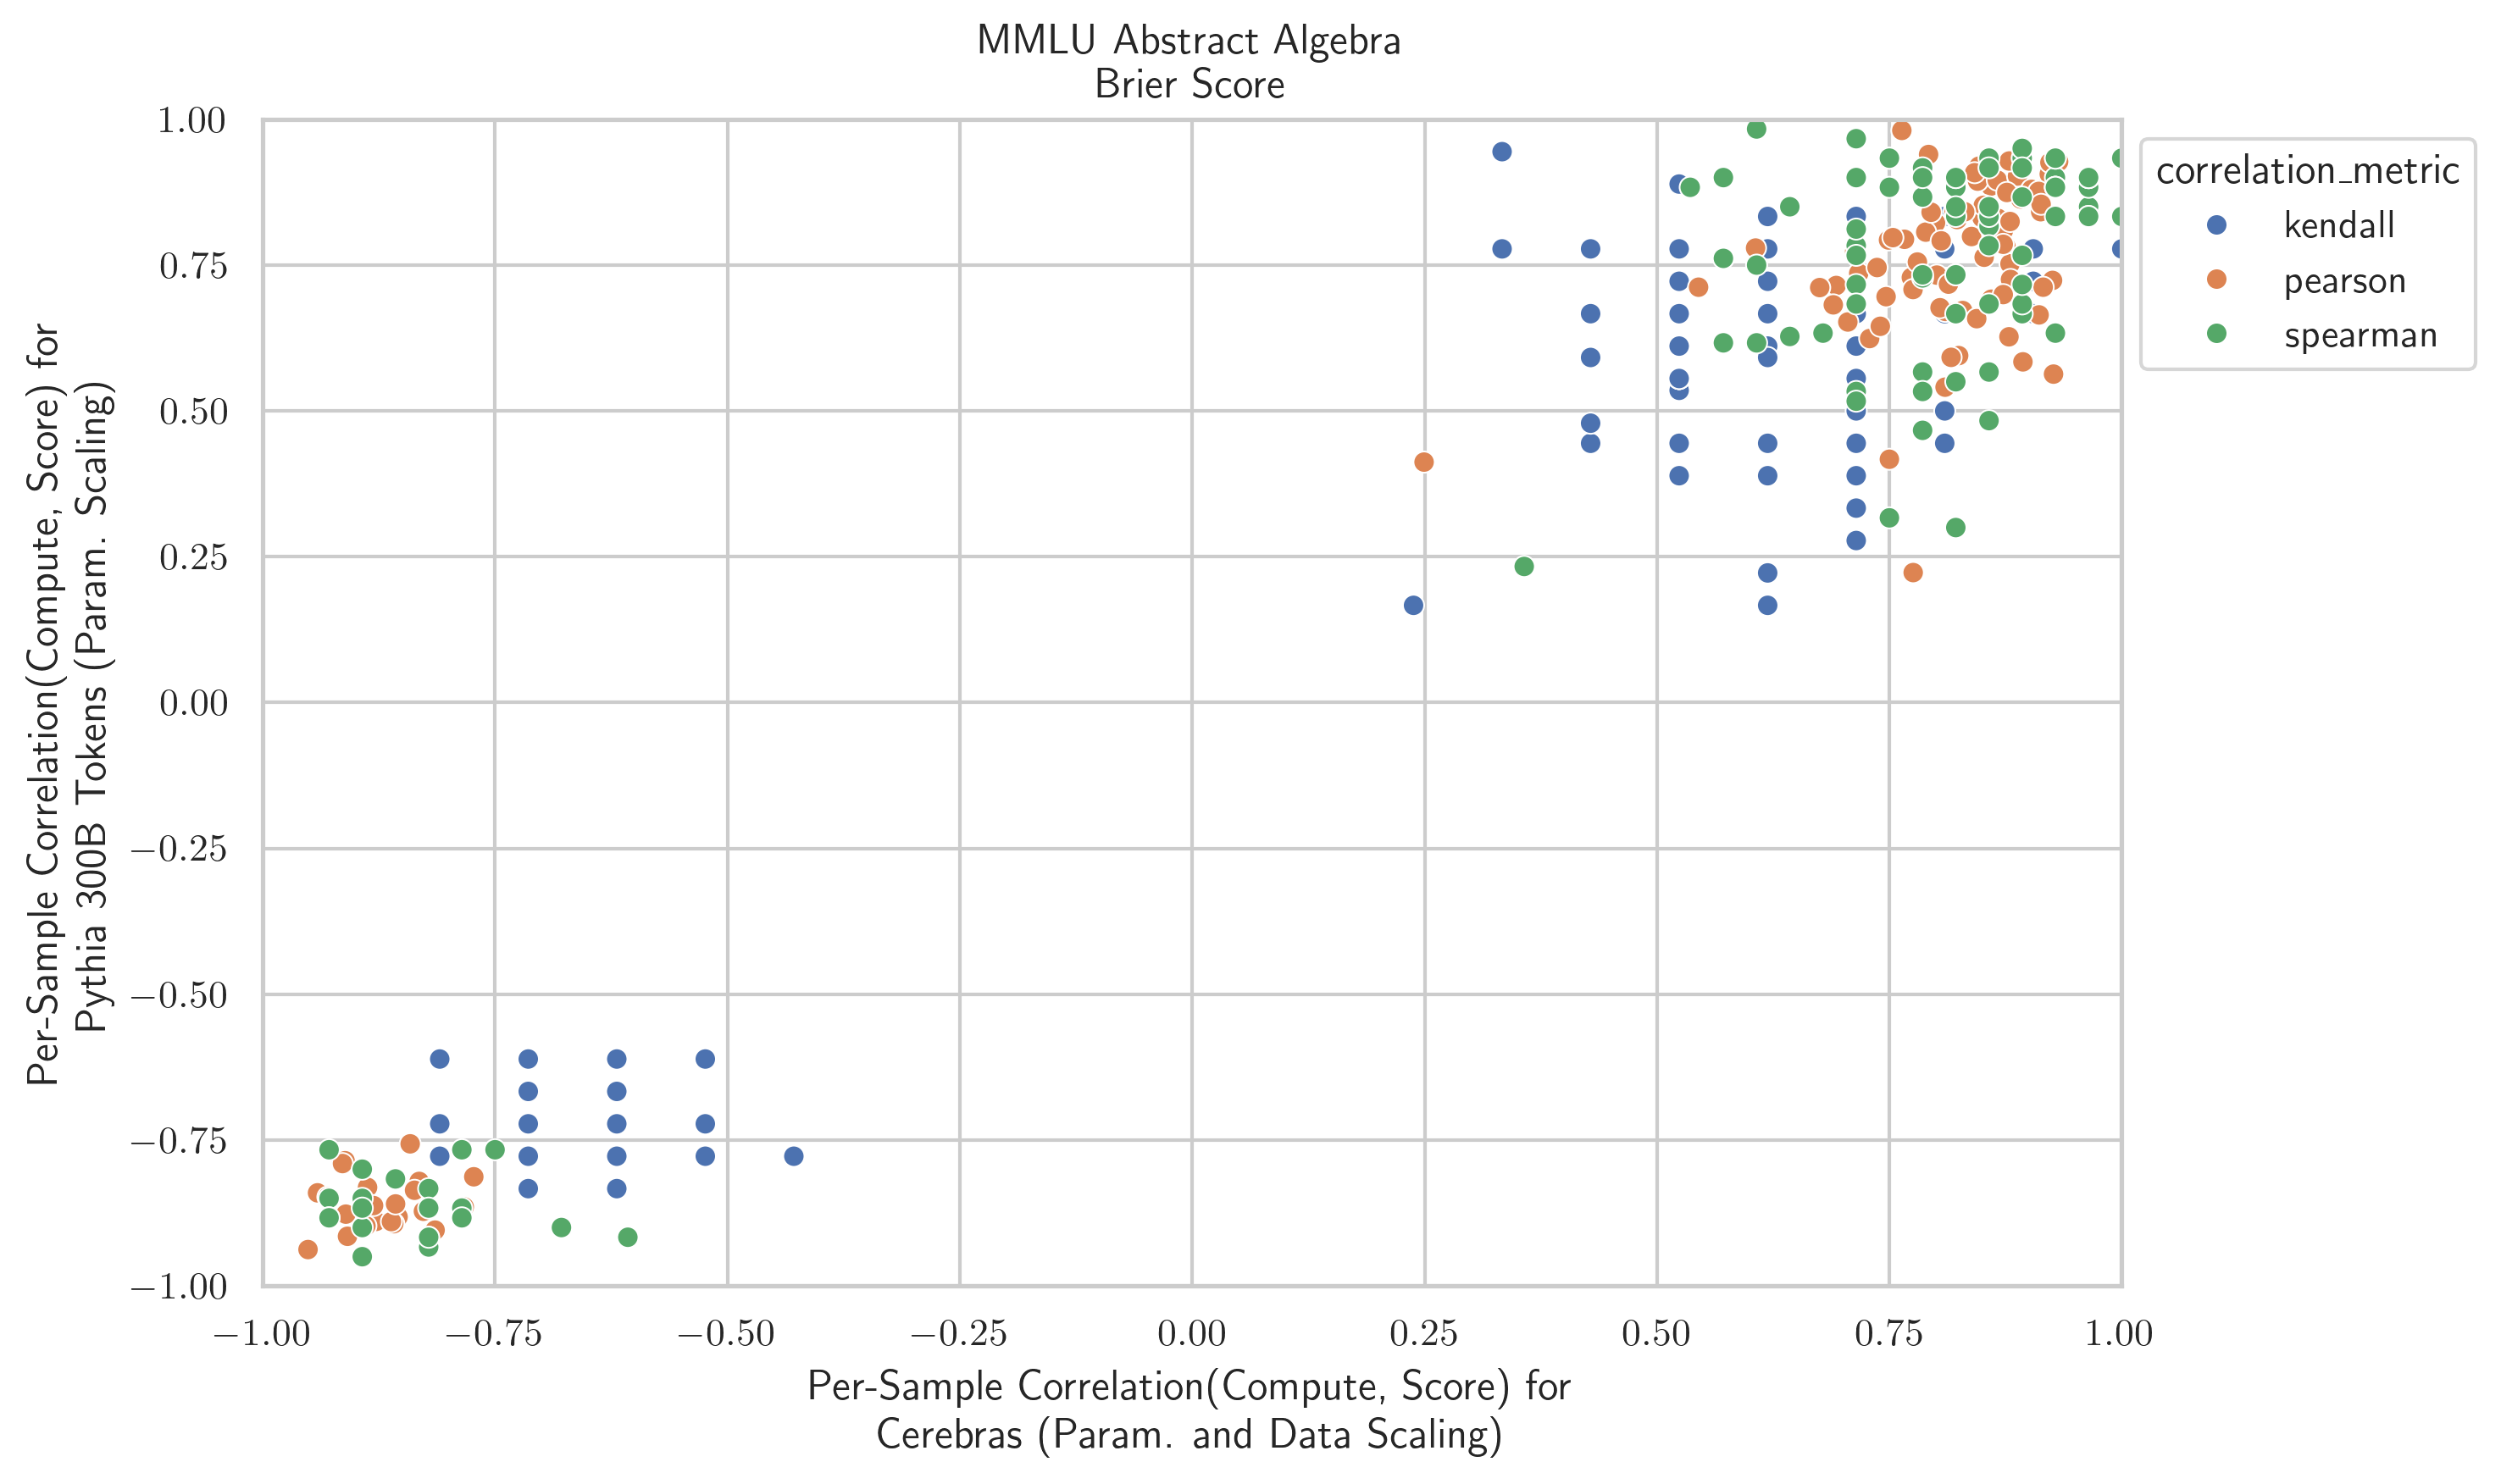 MMLU Abstract Algebra
Brier Score
Per-Sample Correlation(Compute, Score) for
Pythia 300B Tokens (Param. Scaling)
1.00
0.75
0.50
0.25
0.00
−0.25
−0.50
−0.75
−1.00
−1.00 −0.75 −0.50 −0.25 0.00 0.25 0.50 0.75 1.00
Per-Sample Correlation(Compute, Score) for
Cerebras (Param. and Data Scaling)
correlation_metric
kendall
pearson
spearman